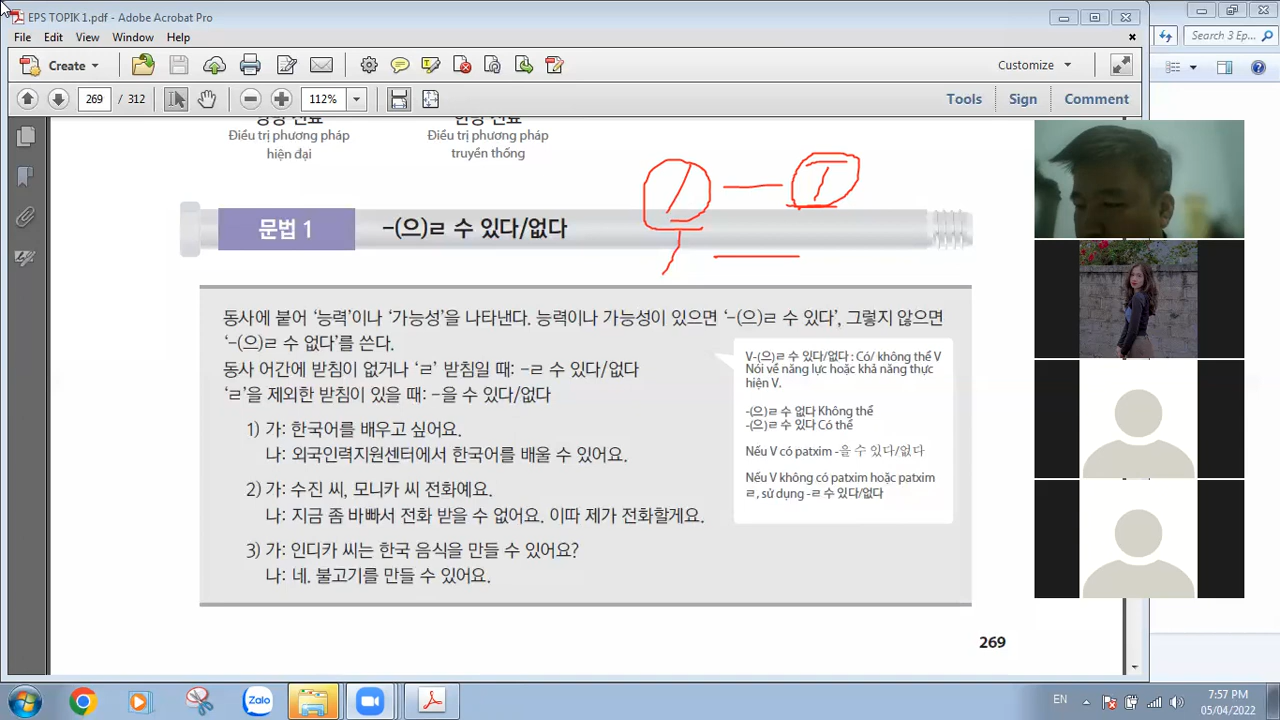 EPS TOPIK 1.pdf - Adobe Acrobat Pro
File Edit View Window Help
Create
Customize
269 / 312
112%
Tools Sign Comment
Search 3 Ep...
Điều trị phương pháp
hiện đại
Điều trị phương pháp
truyền thống
문법 1
-(으)ㄹ 수 있다/없다
동사에 붙어 ‘능력’이나 ‘가능성’을 나타낸다. 능력이나 가능성이 있으면 ‘-(으)ㄹ 수 있다’, 그렇지 않으면
‘-(으)ㄹ 수 없다’를 쓴다.
동사 어간에 받침이 없거나 ‘ㄹ’ 받침일 때: -ㄹ 수 있다/없다
‘ㄹ’을 제외한 받침이 있을 때: -을 수 있다/없다
1) 가: 한국어를 배우고 싶어요.
나: 외국인력지원센터에서 한국어를 배울 수 있어요.
2) 가: 수진 씨, 모니카 씨 전화예요.
나: 지금 좀 바빠서 전화 받을 수 없어요. 이따 제가 전화할게요.
3) 가: 인디카 씨는 한국 음식을 만들 수 있어요?
나: 네. 불고기를 만들 수 있어요.
V-(으)ㄹ 수 있다/없다 : Có/ không thể V
Nói về năng lực hoặc khả năng thực
hiện V.
-(으)ㄹ 수 없다 Không thể
-(으)ㄹ 수 있다 Có thể
Nếu V có patxim -을 수 있다/없다
Nếu V không có patxim hoặc patxim
ㄹ, sử dụng -ㄹ 수 있다/없다
269
Zalo
EN
7:57 PM
05/04/2022